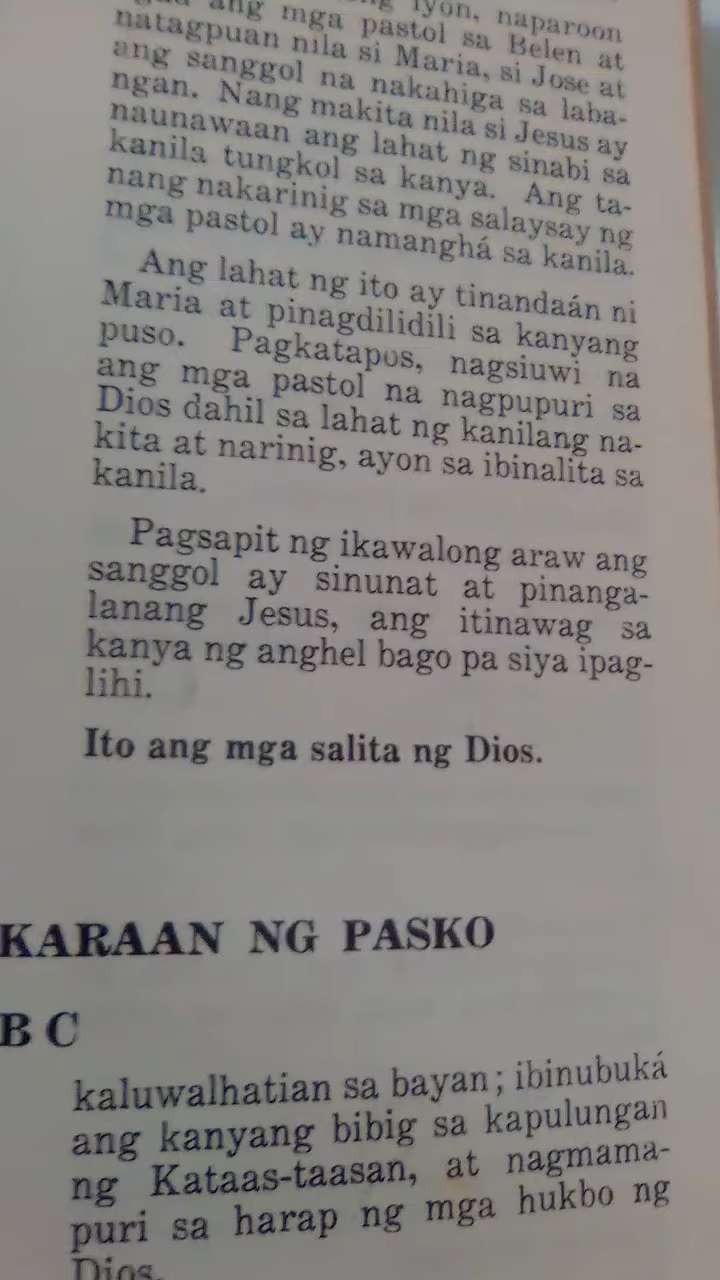 ang mga pastol sa Belen at iyon, naparoon
natagpuan nila si Maria, si Jose at
ang sanggol na nakahiga sa laba-
ngan. Nang makita nila si Jesus ay
naunawaan ang lahat ng sinabi sa
kanila tungkol sa kanya. Ang ta-
nang nakarinig sa mga salaysay ng
mga pastol ay namanghá sa kanila.
Ang lahat ng ito ay tinandaán ni
Maria at pinagdilidili sa kanyang
puso. Pagkatapos, nagsiuwi na
ang mga pastol na nagpupuri sa
Dios dahil sa lahat ng kanilang na-
kita at narinig, ayon sa ibinalita sa
kanila.
Pagsapit ng ikawalong araw ang
sanggol ay sinunat at pinanga-
lanang Jesus, ang itinawag sa
kanya ng anghel bago pa siya ipag-
lihi.
Ito ang mga salita ng Dios.
KARAAN NG PASKO
B C
kaluwalhatian sa bayan; ibinubuká
ang kanyang bibig sa kapulungan
ng Kataas-taasan, at nagmama-
puri sa harap ng mga hukbo ng
Dios.